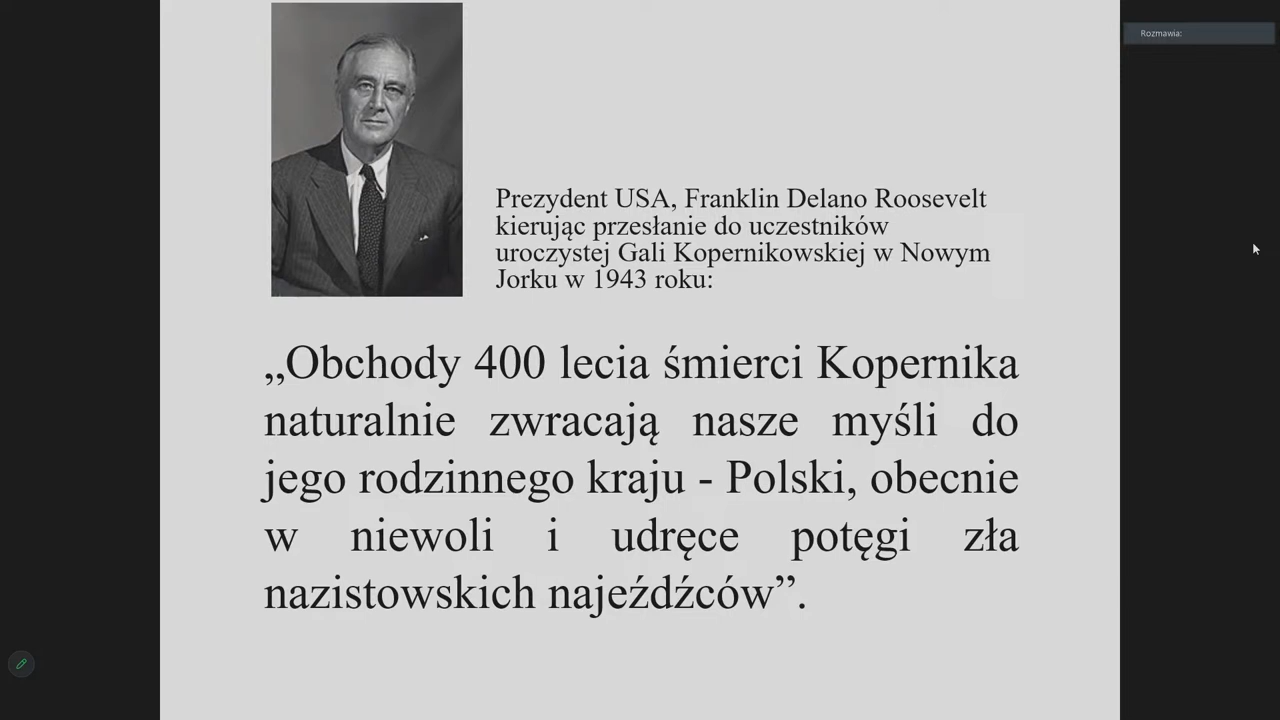 Rozmawia:
Prezydent USA, Franklin Delano Roosevelt
kierując przesłanie do uczestników
uroczystej Gali Kopernikowskiej w Nowym
Jorku w 1943 roku:
„Obchody 400 lecia śmierci Kopernika
naturalnie zwracają nasze myśli do
jego rodzinnego kraju - Polski, obecnie
w niewoli i udręce potęgi zła
nazistowskich najeźdźców”.